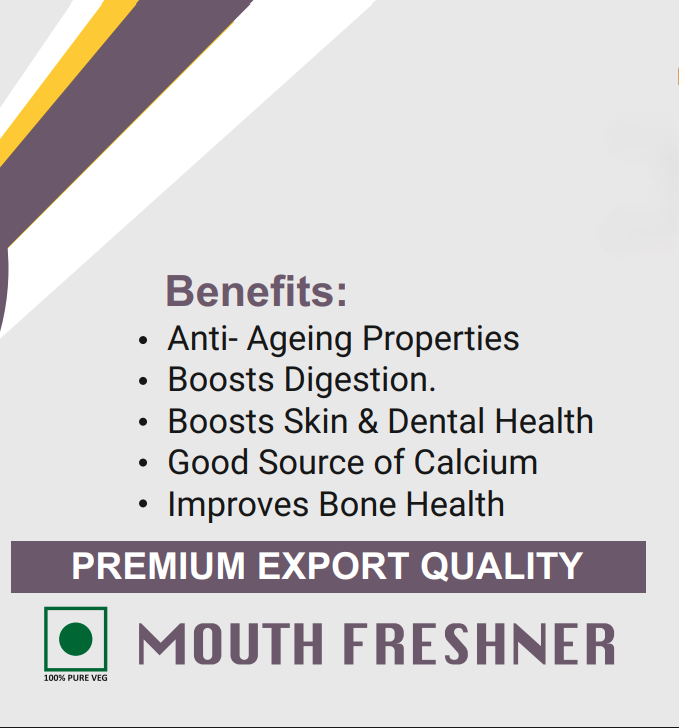 Benefits:
• Anti- Ageing Properties
• Boosts Digestion.
• Boosts Skin & Dental Health
• Good Source of Calcium
• Improves Bone Health
PREMIUM EXPORT QUALITY
MOUTH FRESHNER
100% PURE VEG